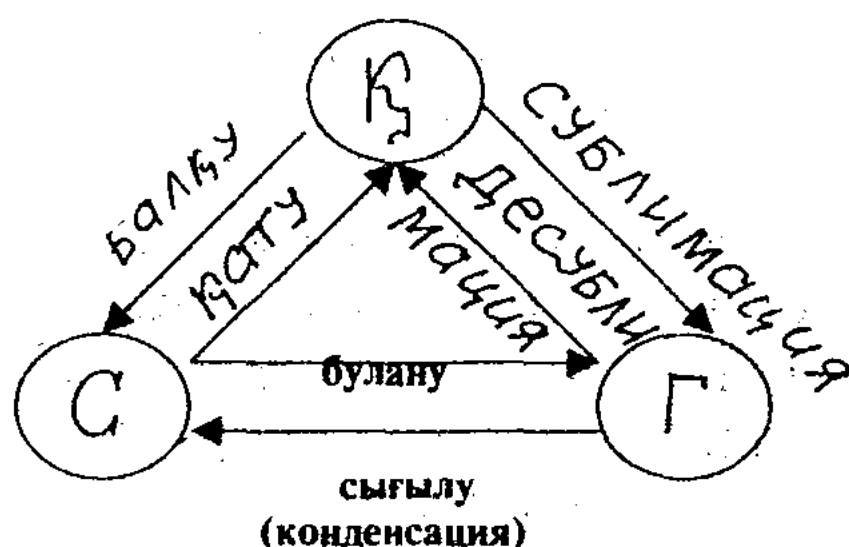 Қ
балқу
қату
сублимация
десубли
мация
С
булану
Г
сығылу
(конденсация)